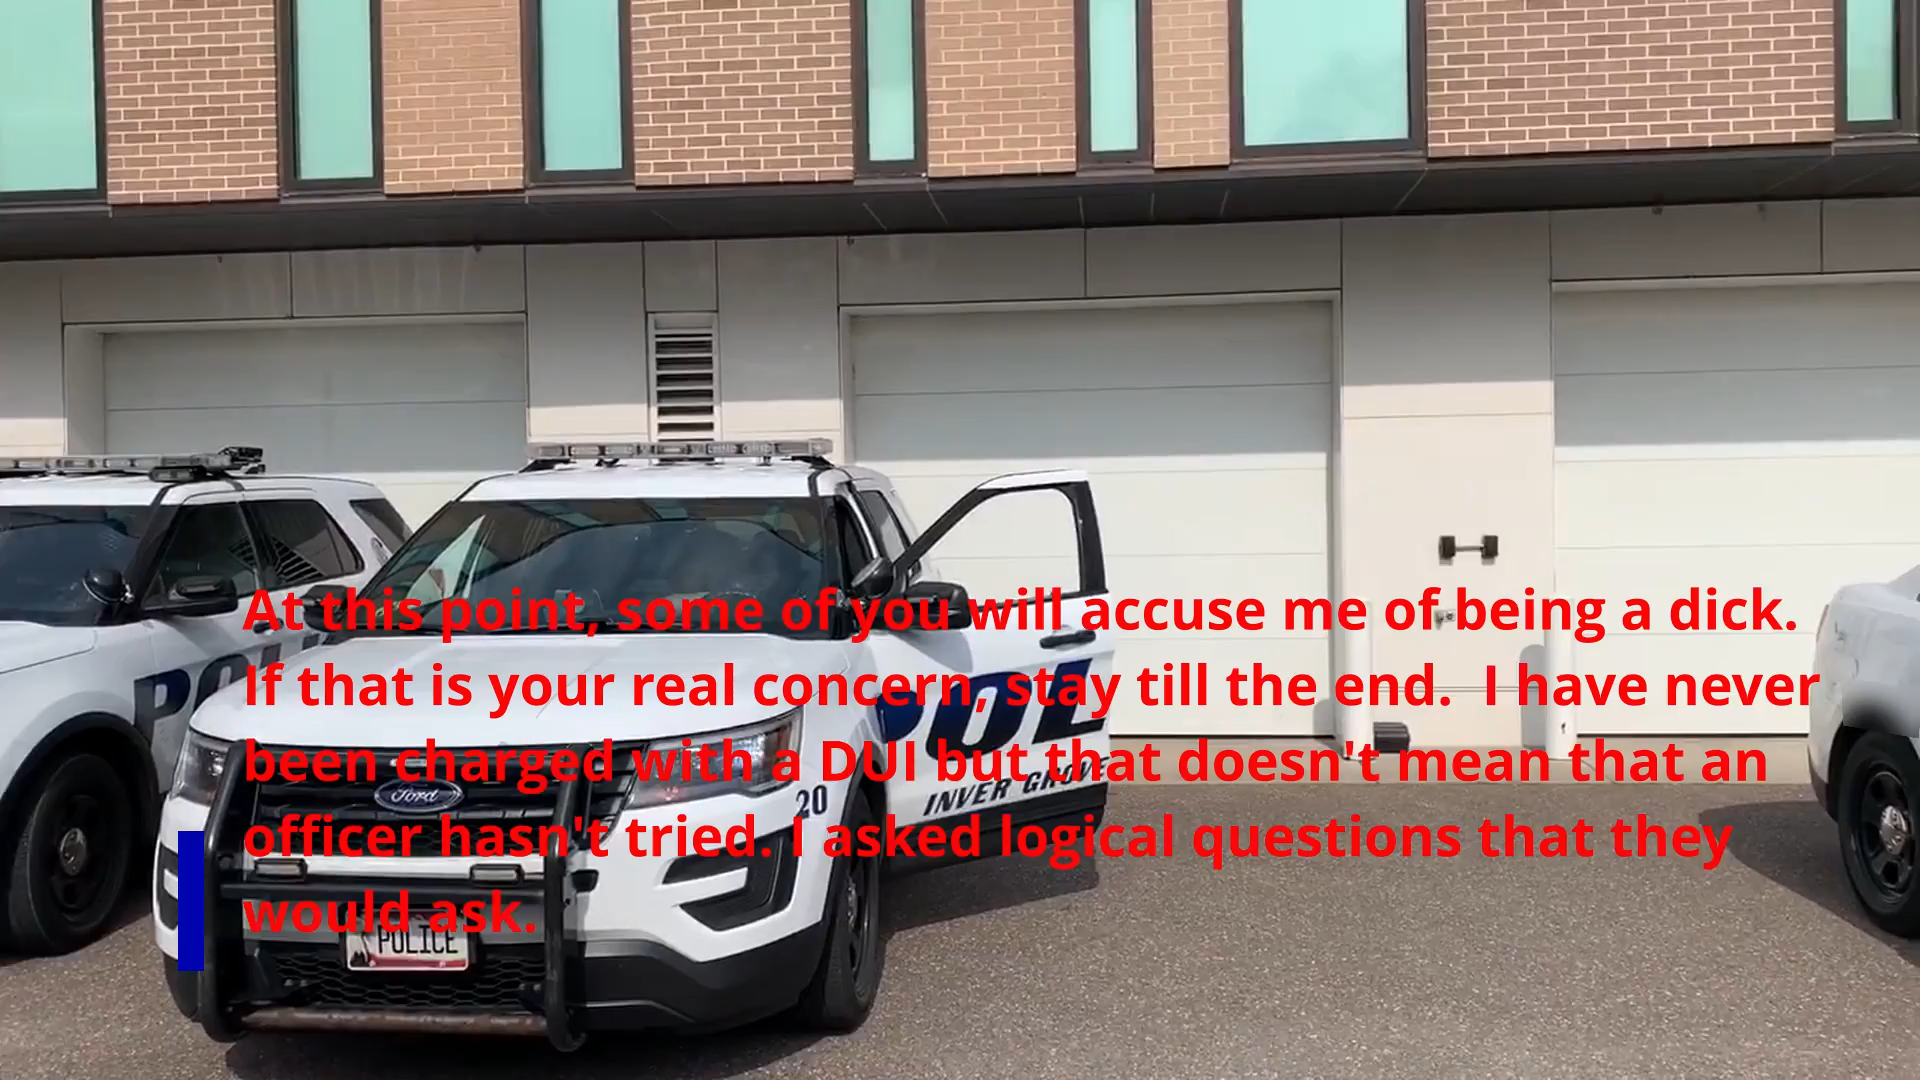 At this point, some of you will accuse me of being a dick.
If that is your real concern, stay till the end. I have never
been charged with a DUI but that doesn't mean that an
officer hasn't tried. I asked logical questions that they
would ask.
POL
POL
INVER GROVE
20
Ford
POLICE